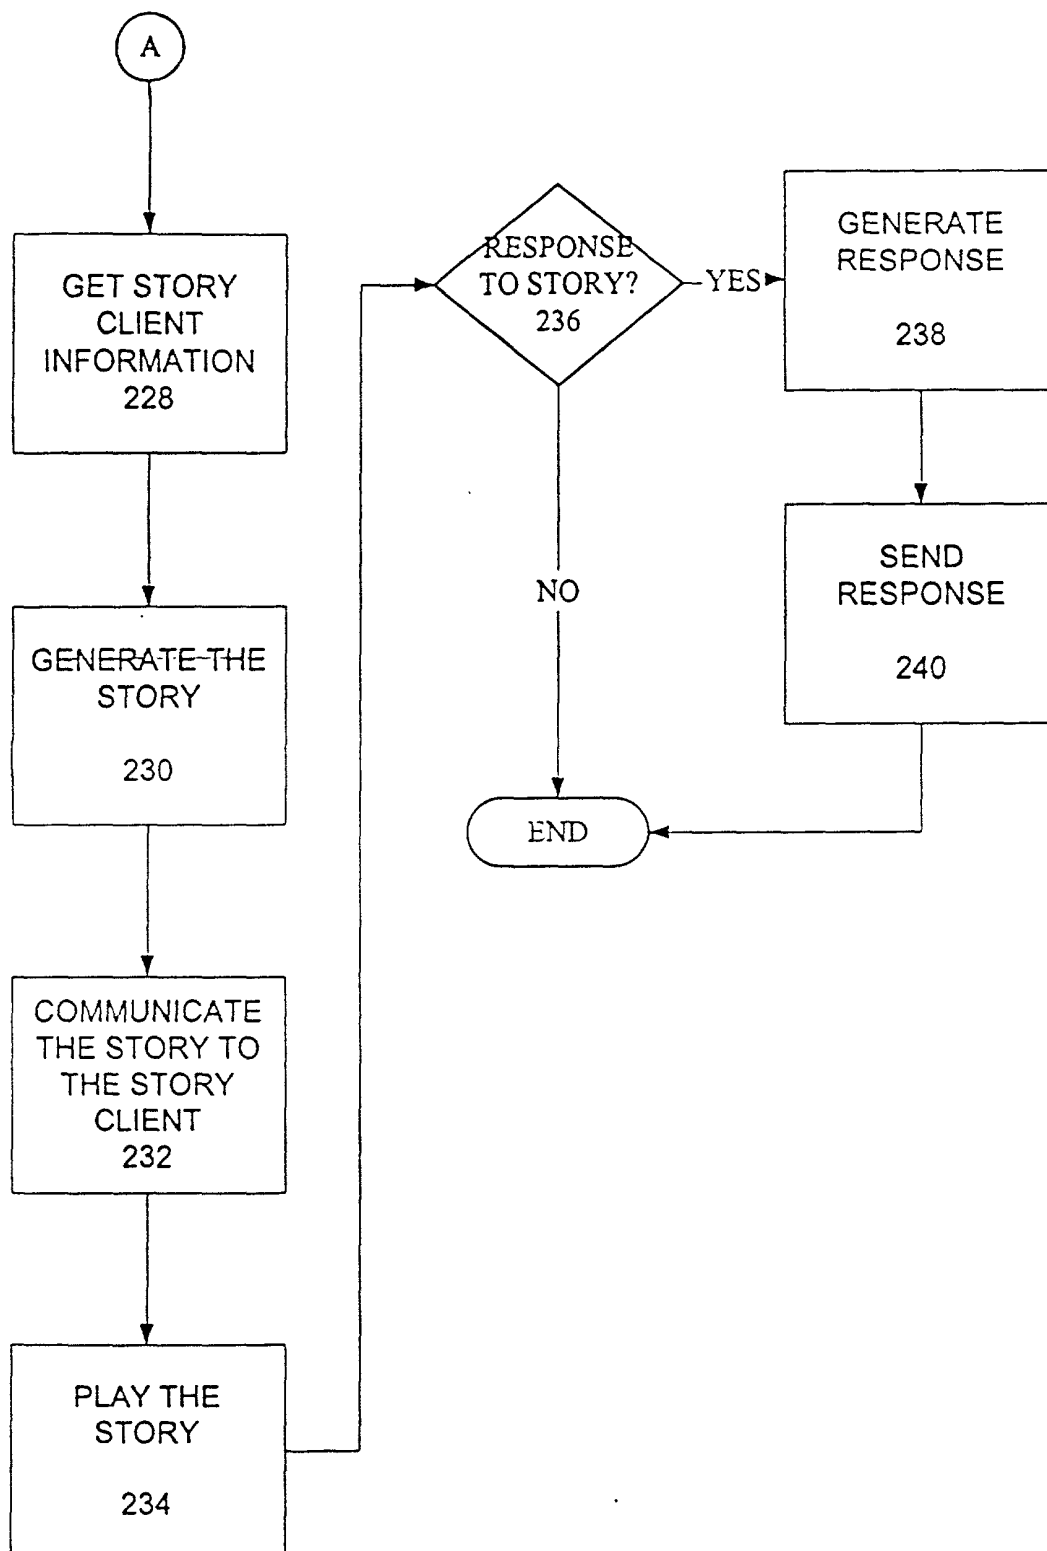 A
GET STORY
CLIENT
INFORMATION
228
GENERATE THE
STORY
230
COMMUNICATE
THE STORY TO
THE STORY
CLIENT
232
PLAY THE
STORY
234
RESPONSE
TO STORY?
236
YES
NO
GENERATE
RESPONSE
238
SEND
RESPONSE
240
END